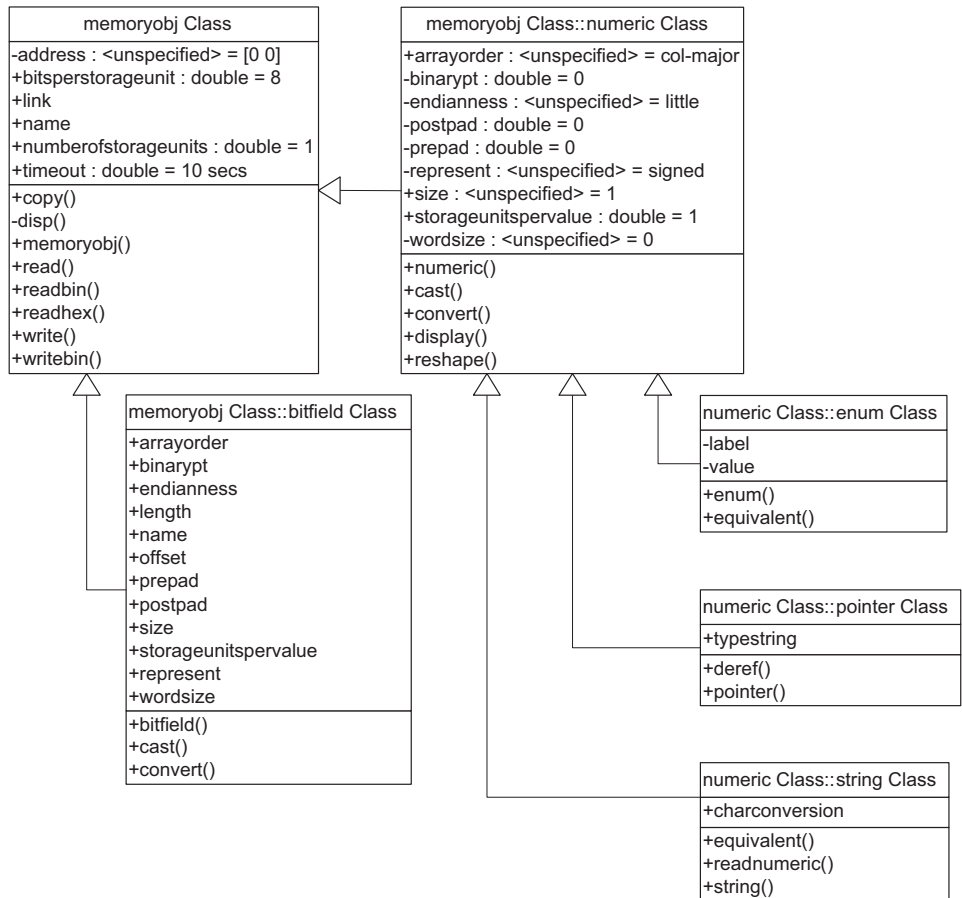 memoryobj Class
-address : <unspecified> = [0 0]
+bitsperstorageunit : double = 8
+link
+name
+numberofstorageunits : double = 1
+timeout : double = 10 secs
+copy()
-disp()
+memoryobj()
+read()
+readbin()
+readhex()
+write()
+writebin()
memoryobj Class::numeric Class
+arrayorder : <unspecified> = col-major
-binarypt : double = 0
-endianness : <unspecified> = little
-postpad : double = 0
-prepad : double = 0
-represent : <unspecified> = signed
+size : <unspecified> = 1
+storageunitspervalue : double = 1
-wordsize : <unspecified> = 0
+numeric()
+cast()
+convert()
+display()
+reshape()
memoryobj Class::bitfield Class
+arrayorder
+binarypt
+endianness
+length
+name
+offset
+prepad
+postpad
+size
+storageunitspervalue
+represent
+wordsize
+bitfield()
+cast()
+convert()
numeric Class::enum Class
-label
-value
+enum()
+equivalent()
numeric Class::pointer Class
+typestring
+deref()
+pointer()
numeric Class::string Class
+charconversion
+equivalent()
+readnumeric()
+string()